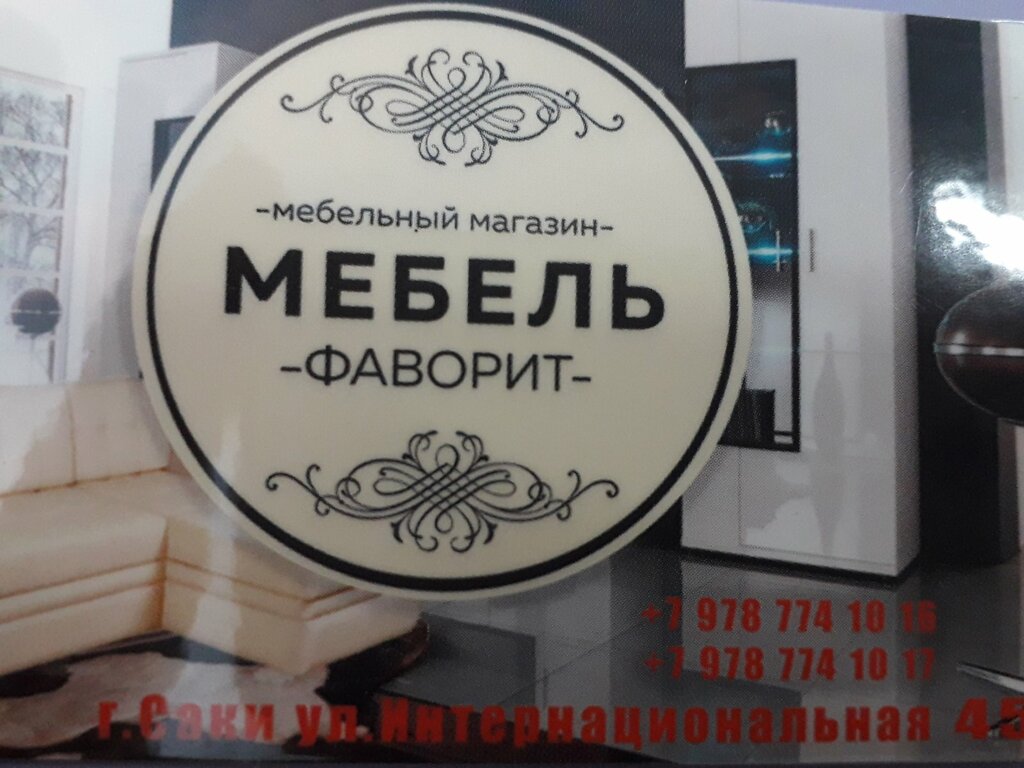 -мебельный магазин-
МЕБЕЛЬ
-ФАВОРИТ-
+7 978 774 10 16
+7 978 774 10 17
г.Саки ул.Интернациональная 45